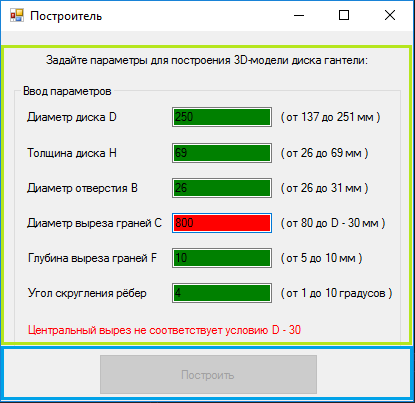 Построитель
Задайте параметры для построения 3D-модели диска гантели:
Ввод параметров
Диаметр диска D 250 ( от 137 до 251 мм )
Толщина диска H 69 ( от 26 до 69 мм )
Диаметр отверстия B 26 ( от 26 до 31 мм )
Диаметр выреза граней C 800 ( от 80 до D - 30 мм )
Глубина выреза граней F 10 ( от 5 до 10 мм )
Угол скругления рёбер 4 ( от 1 до 10 градусов )
Центральный вырез не соответствует условию D - 30
Построить